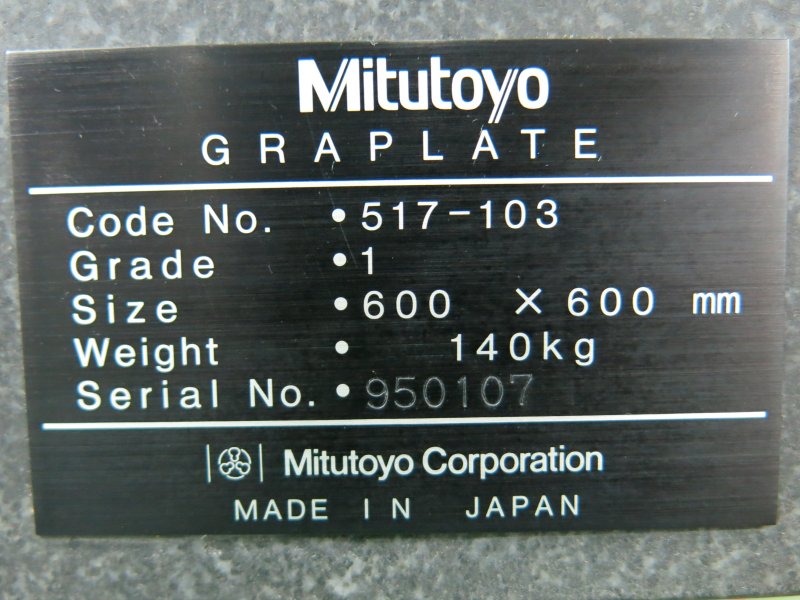 Mitutoyo
GRAPLATE
Code No. • 517-103
Grade • 1
Size • 600 × 600 mm
Weight • 140kg
Serial No. • 950107
Mitutoyo Corporation
MADE IN JAPAN